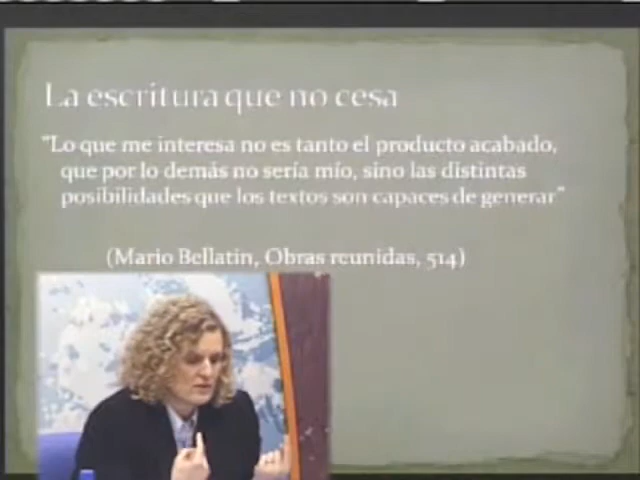 La escritura que no cesa
"Lo que me interesa no es tanto el producto acabado,
que por lo demás no sería mío, sino las distintas
posibilidades que los textos son capaces de generar"
(Mario Bellatin, Obras reunidas, 514)